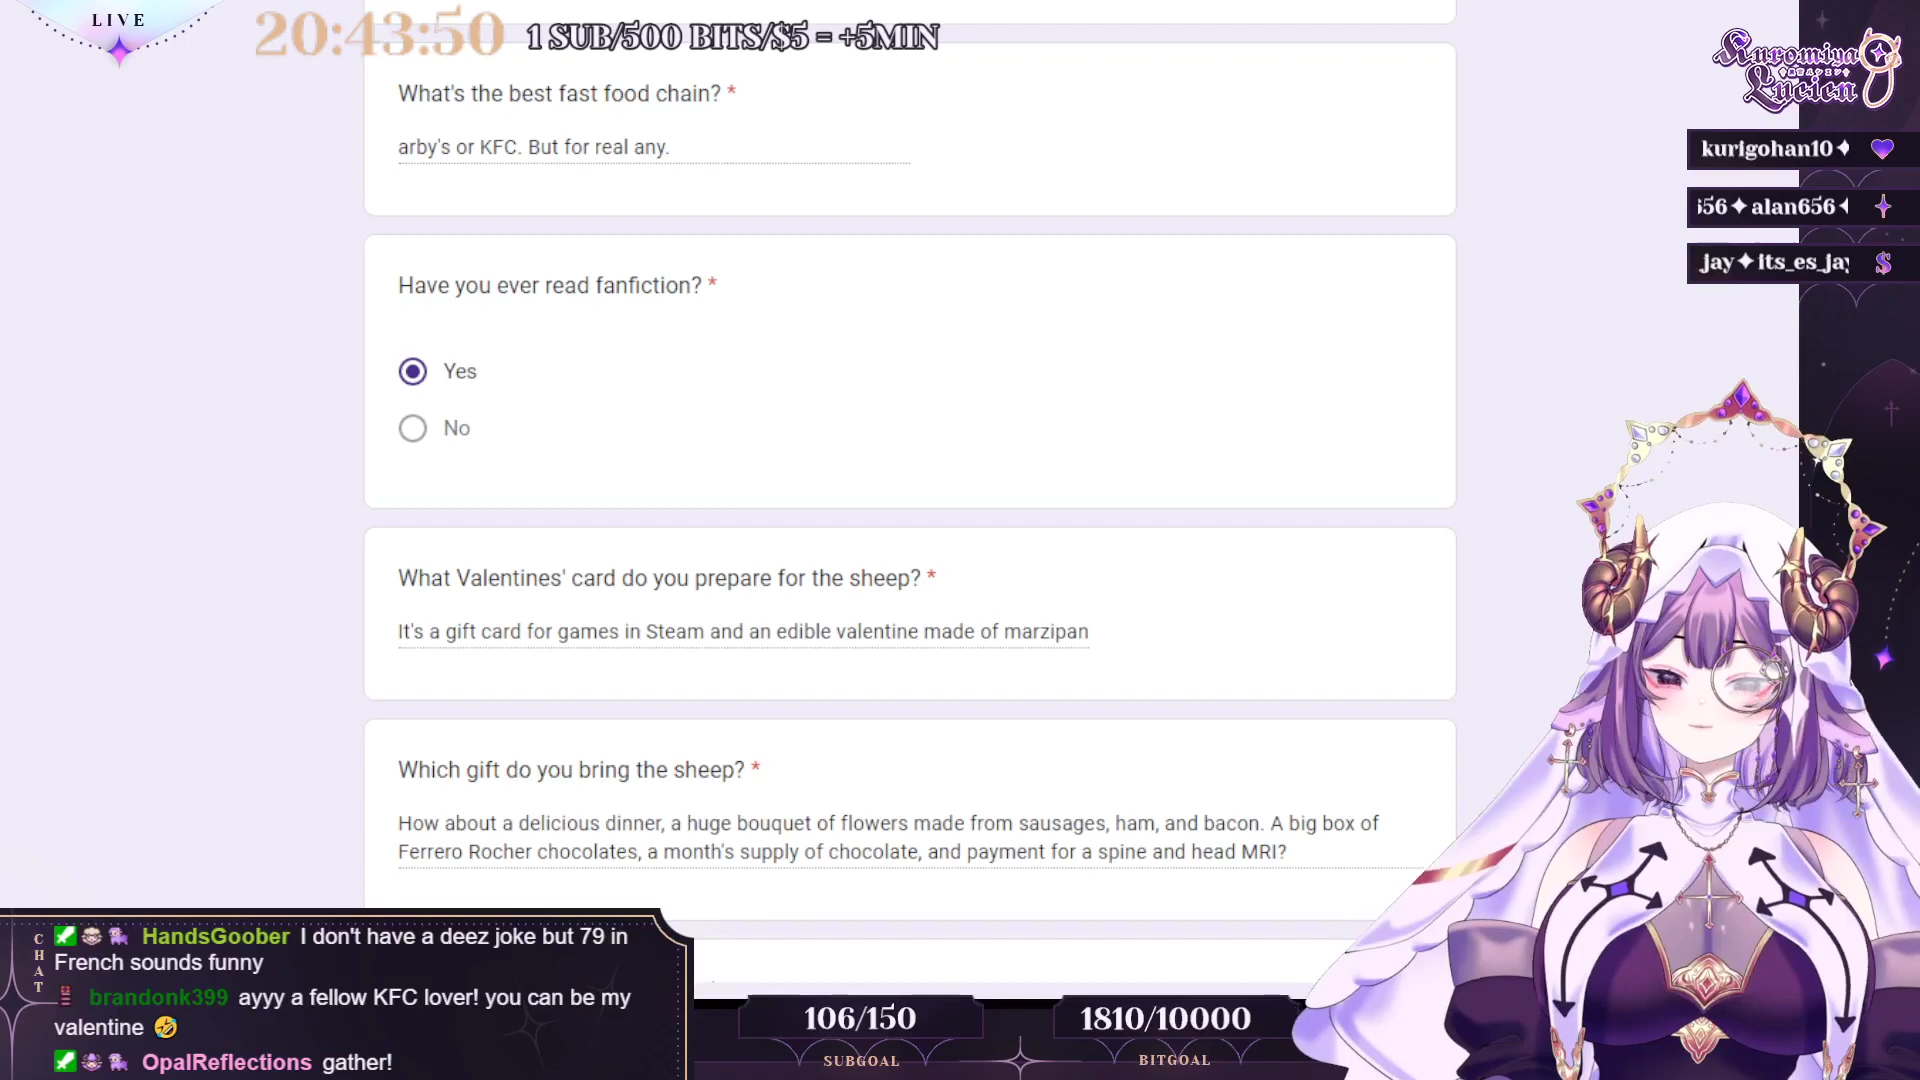 LIVE
20:43:50
1 SUB/500 BITS/$5 = +5MIN
Kuromiya
Lucien
kurigohan10
656 alan656
jay its_es_jay
What's the best fast food chain? *
arby's or KFC. But for real any.
Have you ever read fanfiction? *
Yes
No
What Valentines' card do you prepare for the sheep? *
It's a gift card for games in Steam and an edible valentine made of marzipan
Which gift do you bring the sheep? *
How about a delicious dinner, a huge bouquet of flowers made from sausages, ham, and bacon. A big box of
Ferrero Rocher chocolates, a month's supply of chocolate, and payment for a spine and head MRI?
CHAT
HandsGoober I don't have a deez joke but 79 in
French sounds funny
brandonk399 ayyy a fellow KFC lover! you can be my
valentine 🤣
OpalReflections gather!
106/150
SUBGOAL
1810/10000
BITGOAL